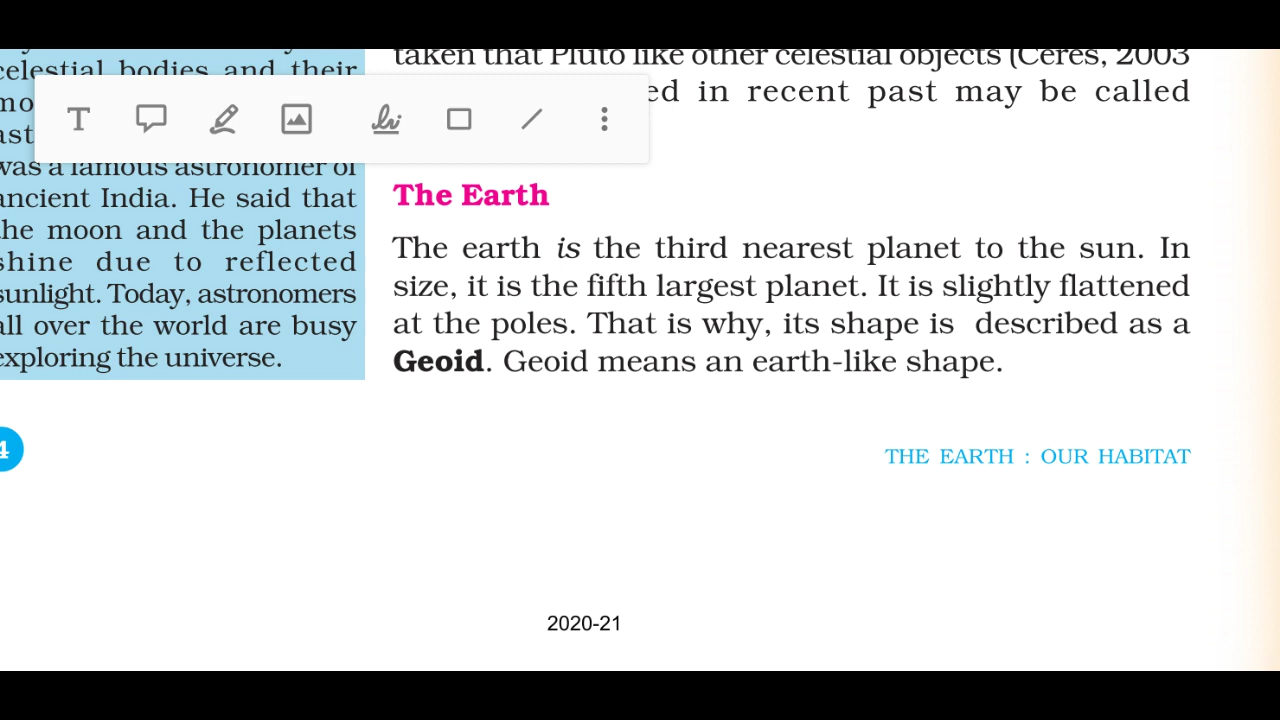 celestial bodies and their
mo
ast
was a famous astronomer of
ancient India. He said that
the moon and the planets
shine due to reflected
sunlight. Today, astronomers
all over the world are busy
exploring the universe.
taken that Pluto like other celestial objects (Ceres, 2003
ed in recent past may be called
The Earth
The earth is the third nearest planet to the sun. In
size, it is the fifth largest planet. It is slightly flattened
at the poles. That is why, its shape is described as a
Geoid. Geoid means an earth-like shape.
4
THE EARTH : OUR HABITAT
2020-21